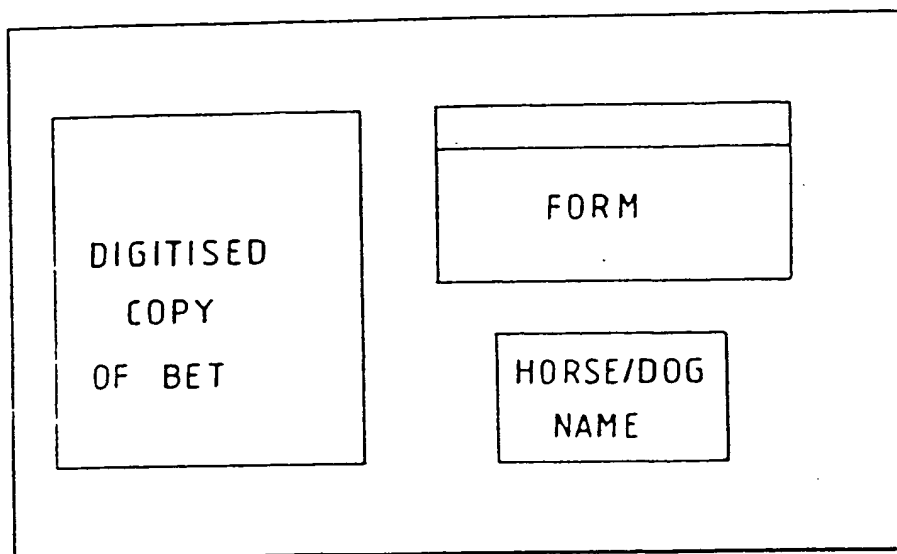 DIGITISED
COPY
OF BET
FORM
HORSE/DOG
NAME